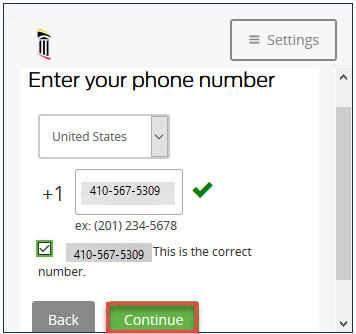 ≡ Settings
Enter your phone number
United States
+1 410-567-5309
ex: (201) 234-5678
410-567-5309 This is the correct
number.
Back Continue